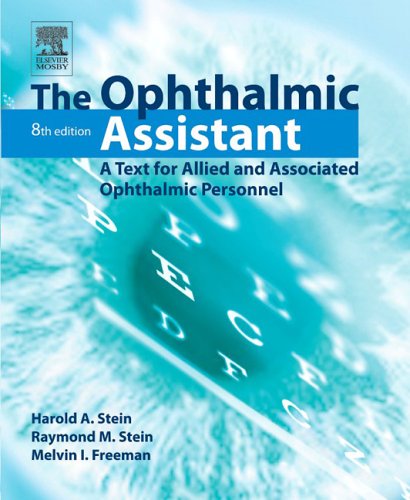 ELSEVIER
MOSBY
The Ophthalmic
8th edition
Assistant
A Text for Allied and Associated
Ophthalmic Personnel
P E C
E D F C
Harold A. Stein
Raymond M. Stein
Melvin I. Freeman